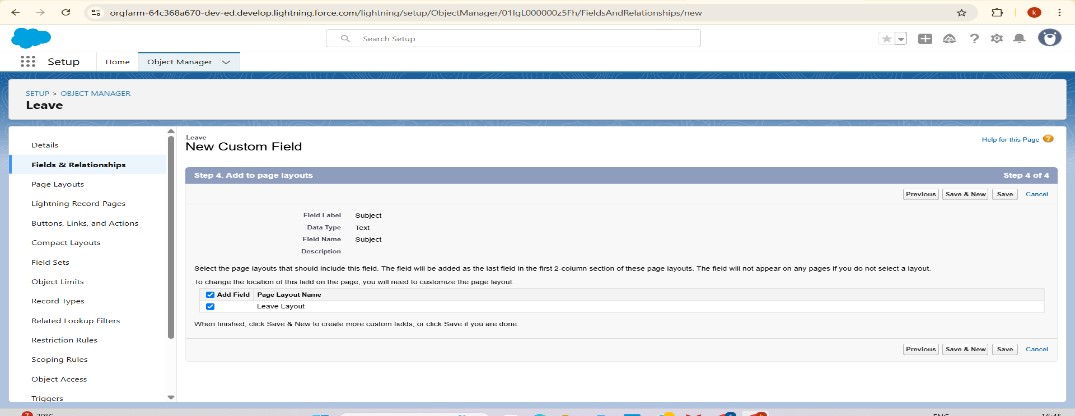 orgfarm-64c368a670-dev-ed.develop.lightning.force.com/lightning/setup/ObjectManager/01IgL000000z5Fh/FieldsAndRelationships/new
k
Search Setup
Setup
Home
Object Manager
SETUP > OBJECT MANAGER
Leave
Details
Fields & Relationships
Page Layouts
Lightning Record Pages
Buttons, Links, and Actions
Compact Layouts
Field Sets
Object Limits
Record Types
Related Lookup Filters
Restriction Rules
Scoping Rules
Object Access
Triggers
Leave
New Custom Field
Help for this Page
Step 4. Add to page layouts
Step 4 of 4
Previous Save & New Save Cancel
Field Label Subject
Data Type Text
Field Name Subject
Description
Select the page layouts that should include this field. The field will be added as the last field in the first 2-column section of these page layouts. The field will not appear on any pages if you do not select a layout.
To change the location of this field on the page, you will need to customize the page layout.
Add Field Page Layout Name
Leave Layout
When finished, click Save & New to create more custom fields, or click Save if you are done.
Previous Save & New Save Cancel